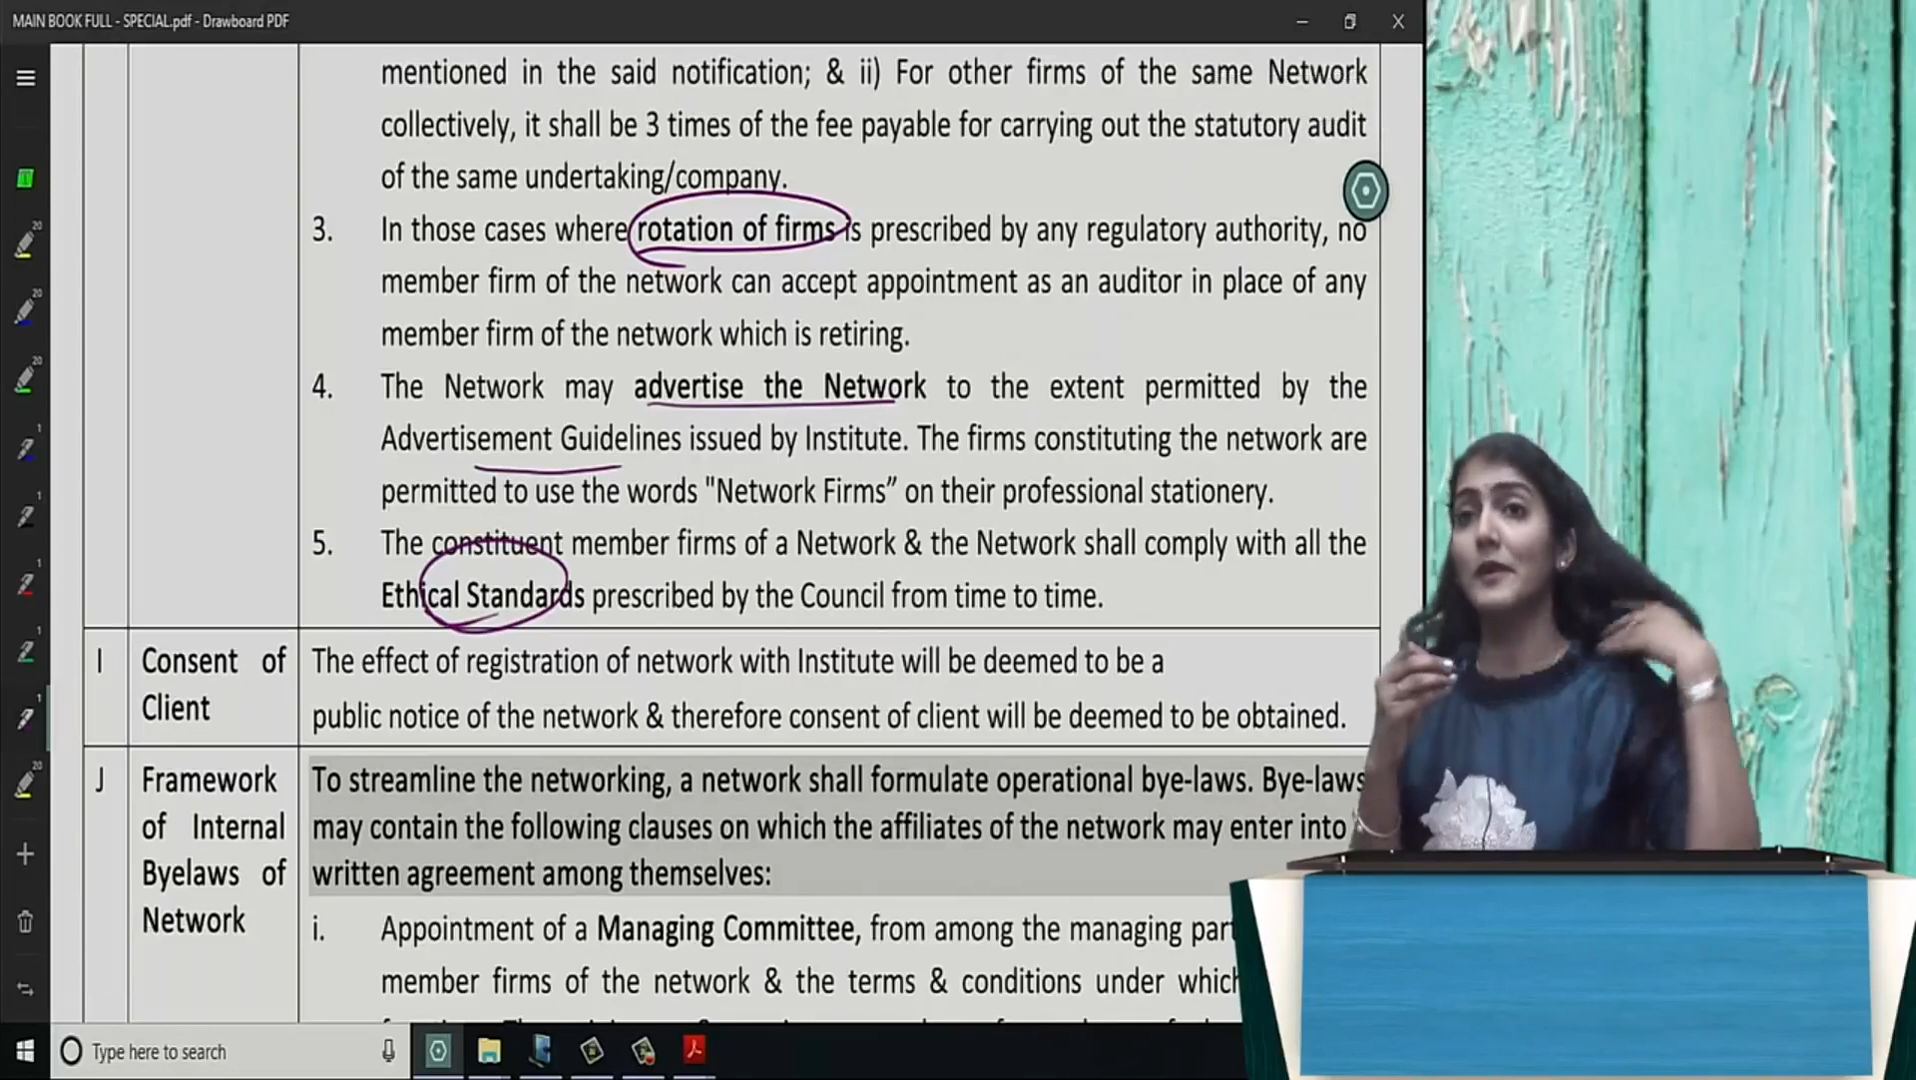 MAIN BOOK FULL - SPECIAL.pdf - Drawboard PDF
mentioned in the said notification; & ii) For other firms of the same Network
collectively, it shall be 3 times of the fee payable for carrying out the statutory audit
of the same undertaking/company.
3. In those cases where rotation of firms is prescribed by any regulatory authority, no
member firm of the network can accept appointment as an auditor in place of any
member firm of the network which is retiring.
4. The Network may advertise the Network to the extent permitted by the
Advertisement Guidelines issued by Institute. The firms constituting the network are
permitted to use the words "Network Firms” on their professional stationery.
5. The constituent member firms of a Network & the Network shall comply with all the
Ethical Standards prescribed by the Council from time to time.
I Consent of
Client
The effect of registration of network with Institute will be deemed to be a
public notice of the network & therefore consent of client will be deemed to be obtained.
J Framework
of Internal
Byelaws of
Network
To streamline the networking, a network shall formulate operational bye-laws. Bye-laws
may contain the following clauses on which the affiliates of the network may enter into
written agreement among themselves:
i. Appointment of a Managing Committee, from among the managing
member firms of the network & the terms & conditions under which
20
20
20
1
1
1
1
1
20
Type here to search